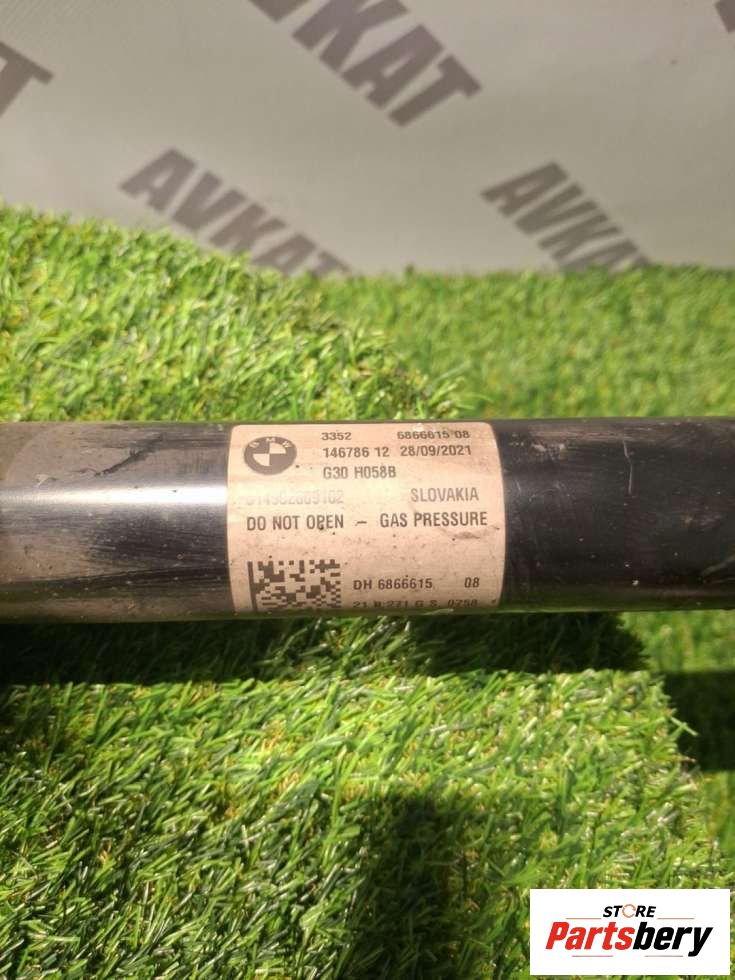 AVKAT
AVKAT
AVKAT
BMW
3352 6866615 08
146786 12 28/09/2021
G30 H058B
SLOVAKIA
DO NOT OPEN – GAS PRESSURE
DH 6866615 08
STORE
Partsbery